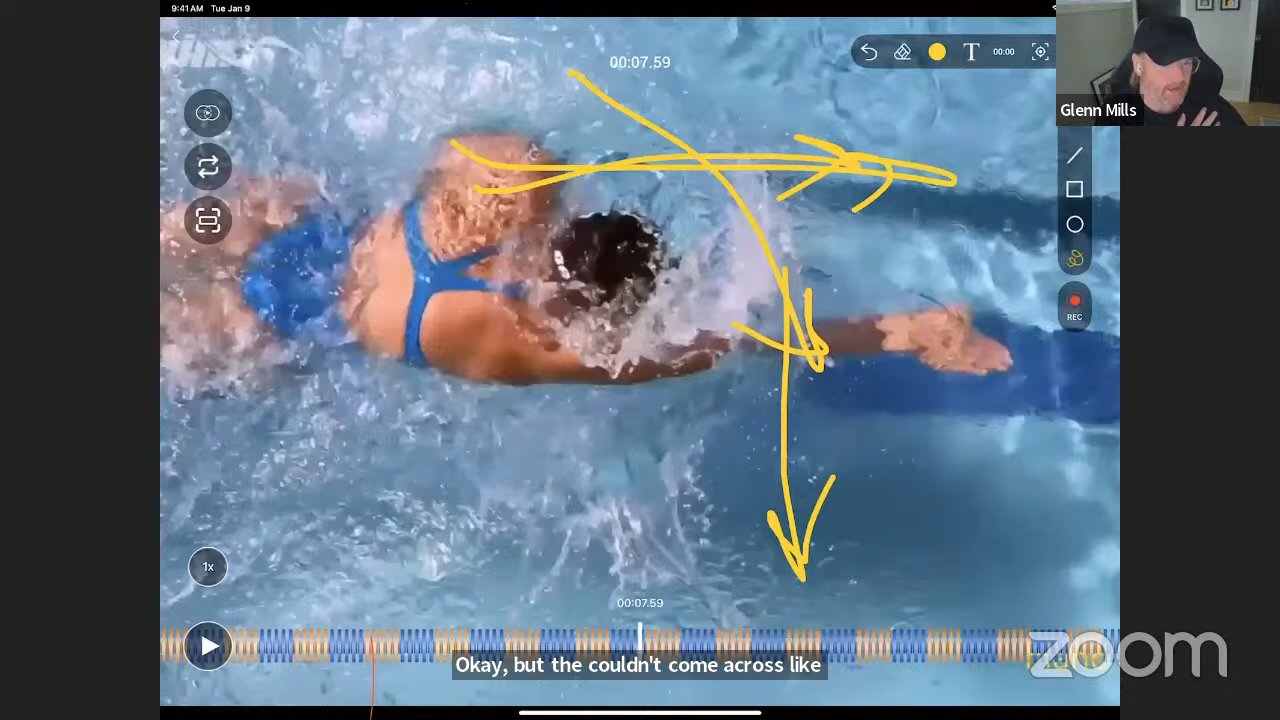 9:41 AM Tue Jan 9
00:07.59
T
00:00
Glenn Mills
REC
1x
00:07.59
Okay, but the couldn't come across like
zoom